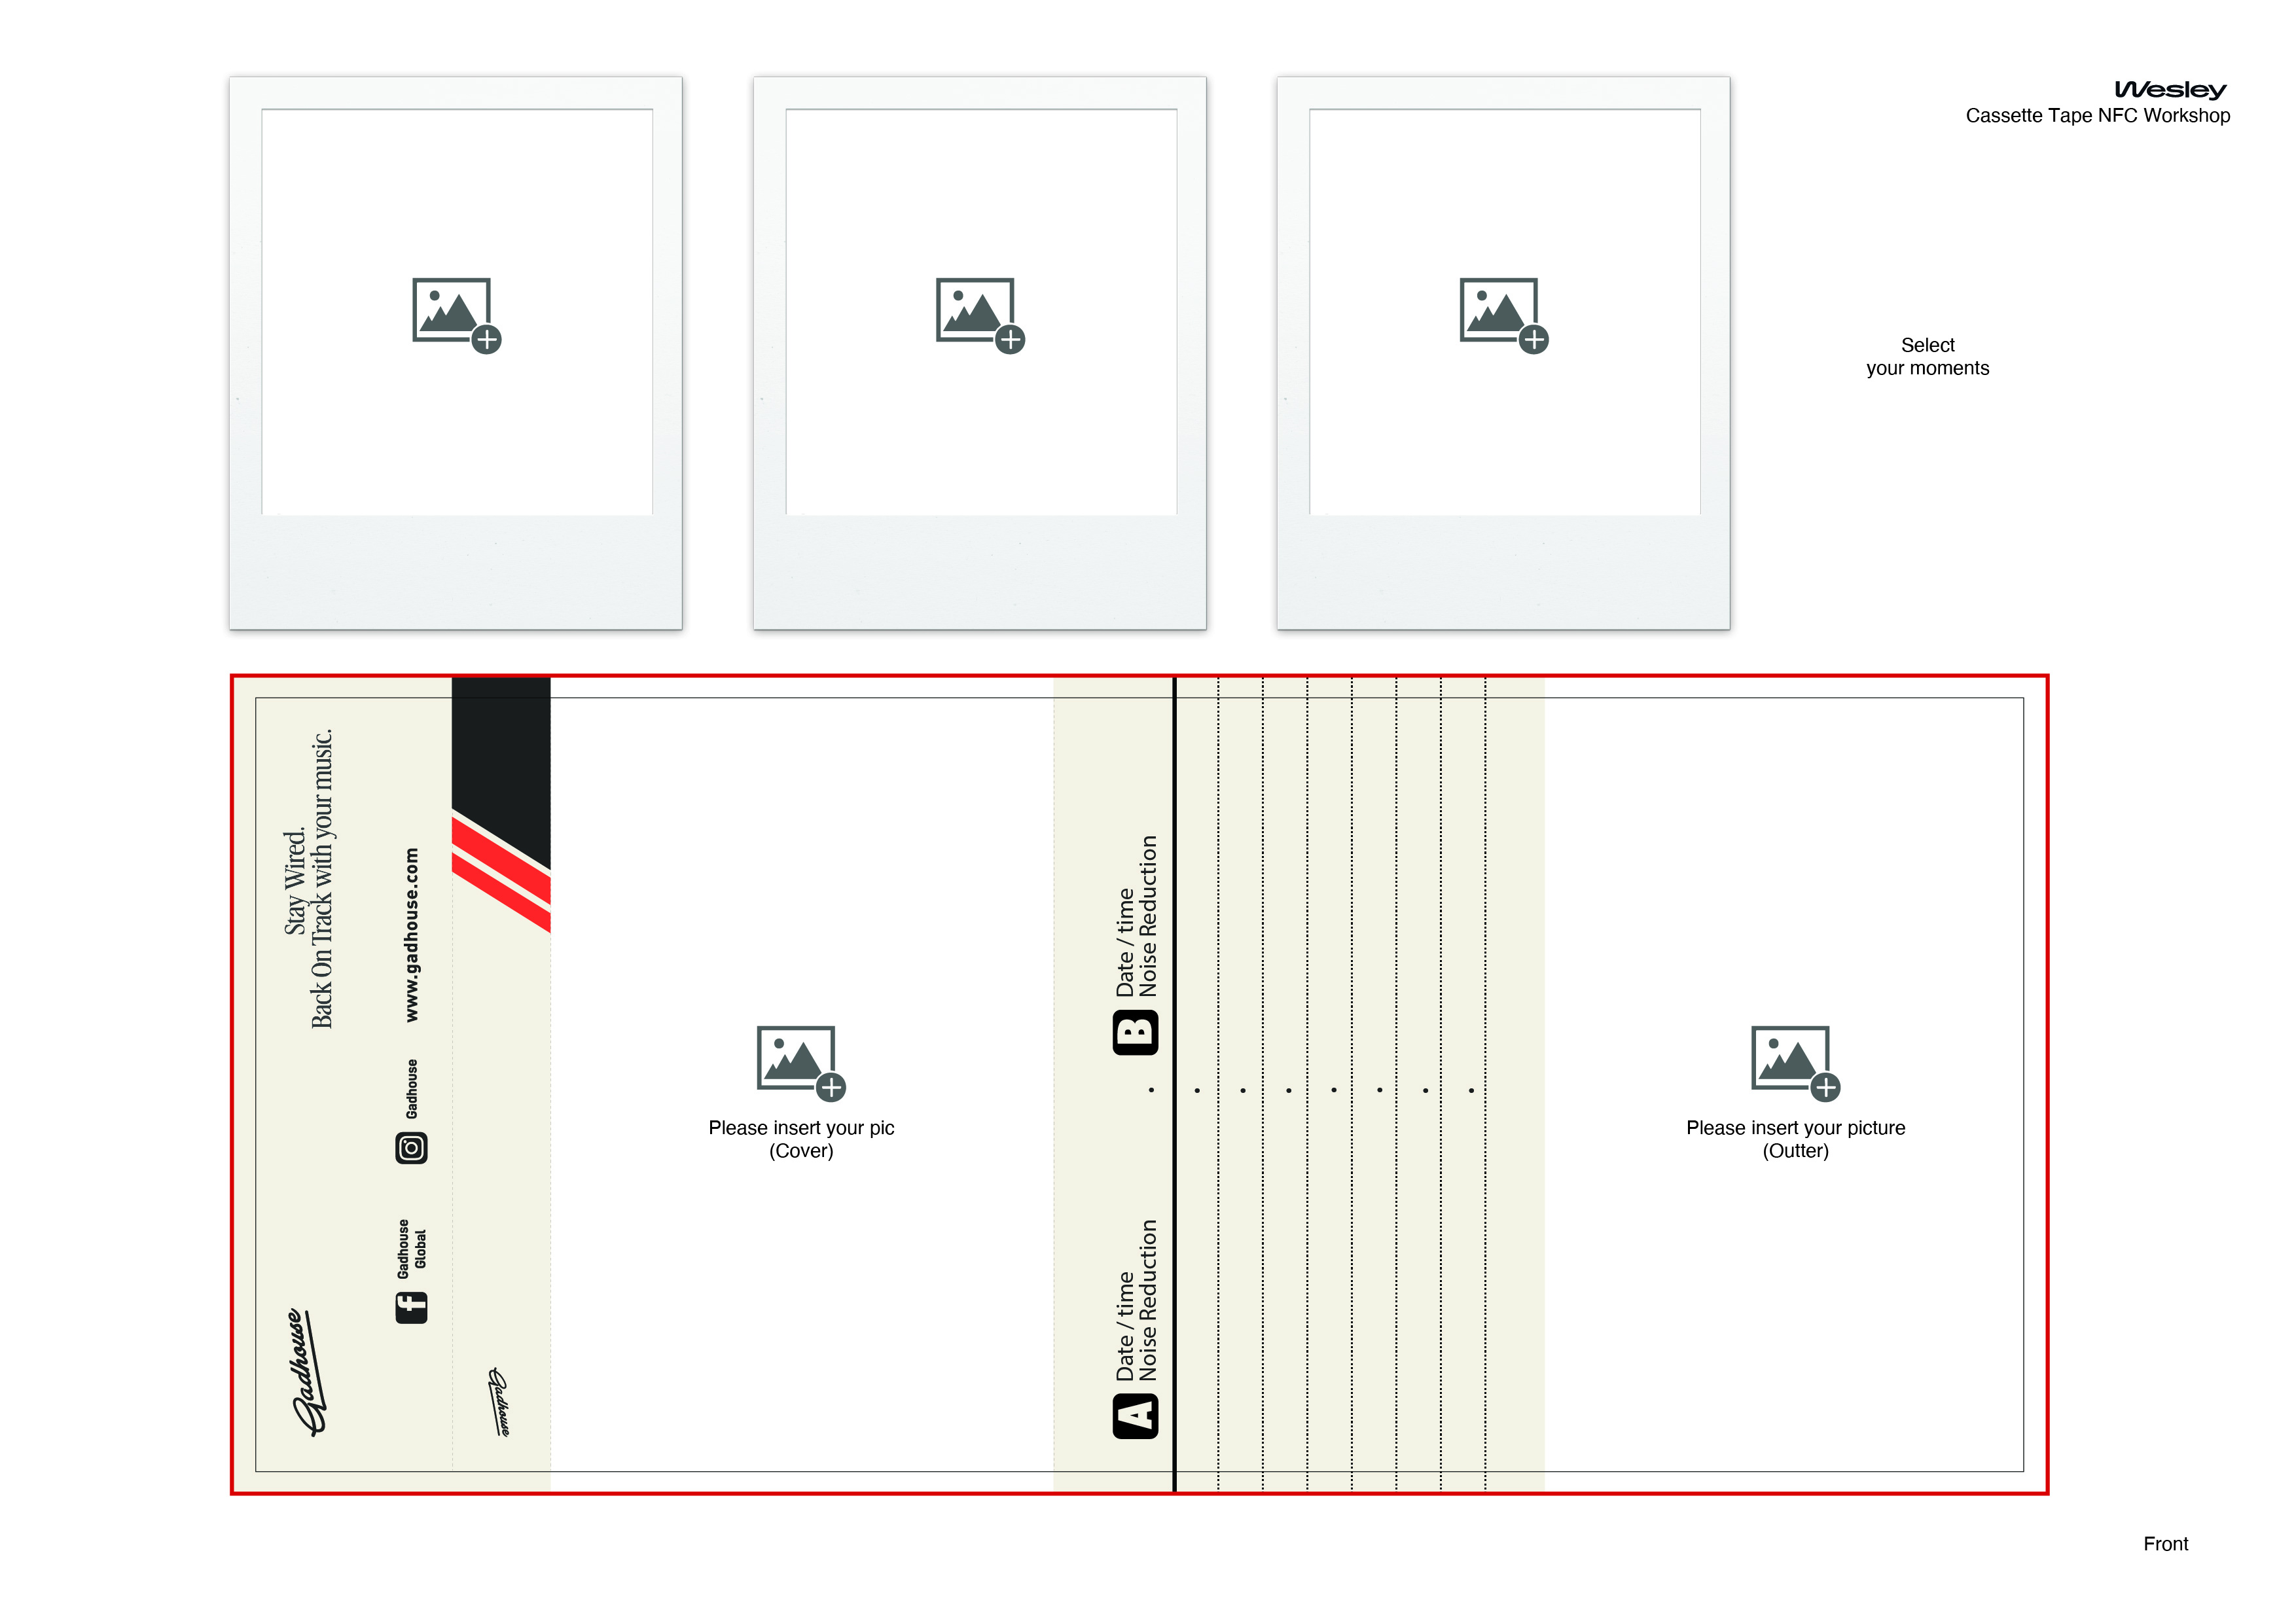 Wesley
Cassette Tape NFC Workshop
Select
your moments
Stay Wired.
Back On Track with your music.
www.gadhouse.com
Gadhouse
Gadhouse
Global
Gadhouse
Gadhouse
Please insert your pic
(Cover)
B
Date / time
Noise Reduction
A
Date / time
Noise Reduction
Please insert your picture
(Outter)
Front